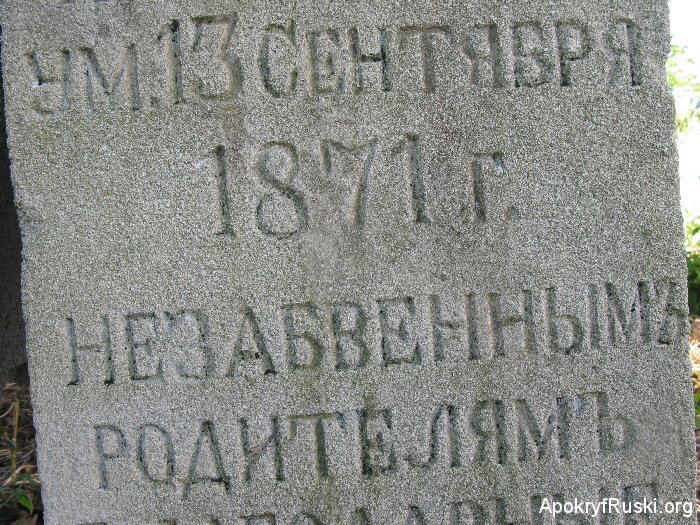 УМ. 13 СЕНТЯБРЯ
1871 г.
НЕЗАБВЕННЫМЪ
РОДИТЕЛЯМЪ
ApokryfRuski.org